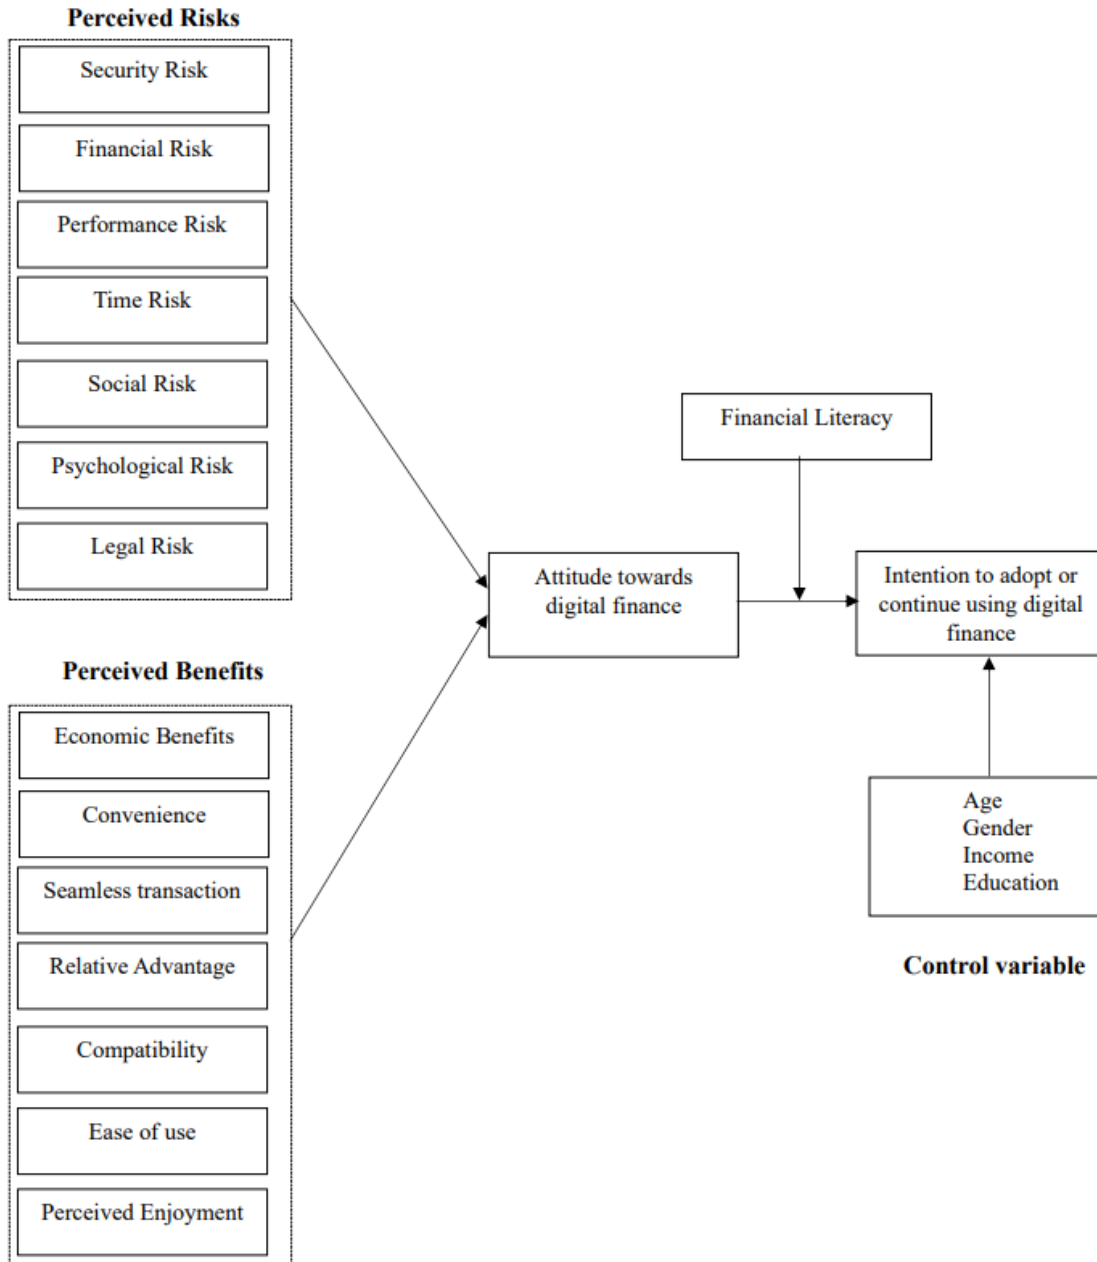 Perceived Risks
Security Risk
Financial Risk
Performance Risk
Time Risk
Social Risk
Psychological Risk
Legal Risk
Perceived Benefits
Economic Benefits
Convenience
Seamless transaction
Relative Advantage
Compatibility
Ease of use
Perceived Enjoyment
Attitude towards
digital finance
Financial Literacy
Intention to adopt or
continue using digital
finance
Age
Gender
Income
Education
Control variable